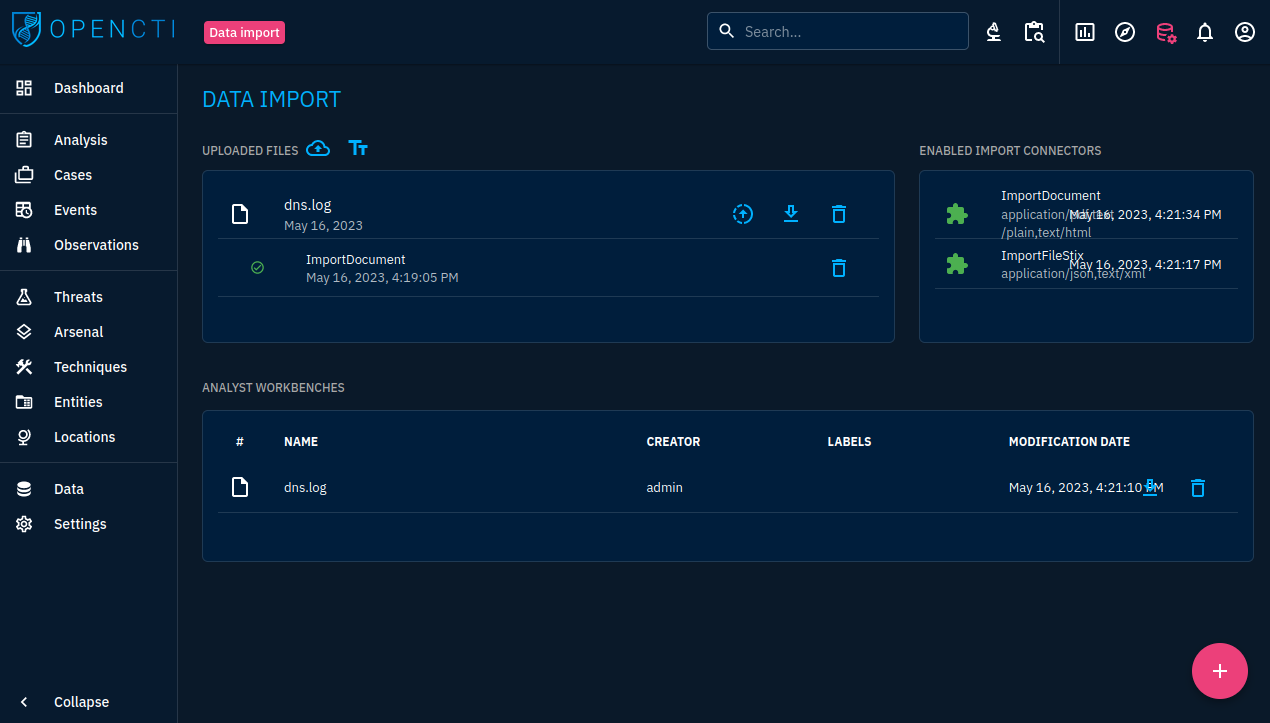 OPENCTI
Data import
Search...
Dashboard
Analysis
Cases
Events
Observations
Threats
Arsenal
Techniques
Entities
Locations
Data
Settings
Collapse
DATA IMPORT
UPLOADED FILES
dns.log
May 16, 2023
ImportDocument
May 16, 2023, 4:19:05 PM
ENABLED IMPORT CONNECTORS
ImportDocument
application/pdf,text
/plain,text/html
May 16, 2023, 4:21:34 PM
ImportFileStix
application/json,text/xml
May 16, 2023, 4:21:17 PM
ANALYST WORKBENCHES
# NAME CREATOR LABELS MODIFICATION DATE
dns.log admin May 16, 2023, 4:21:10 PM